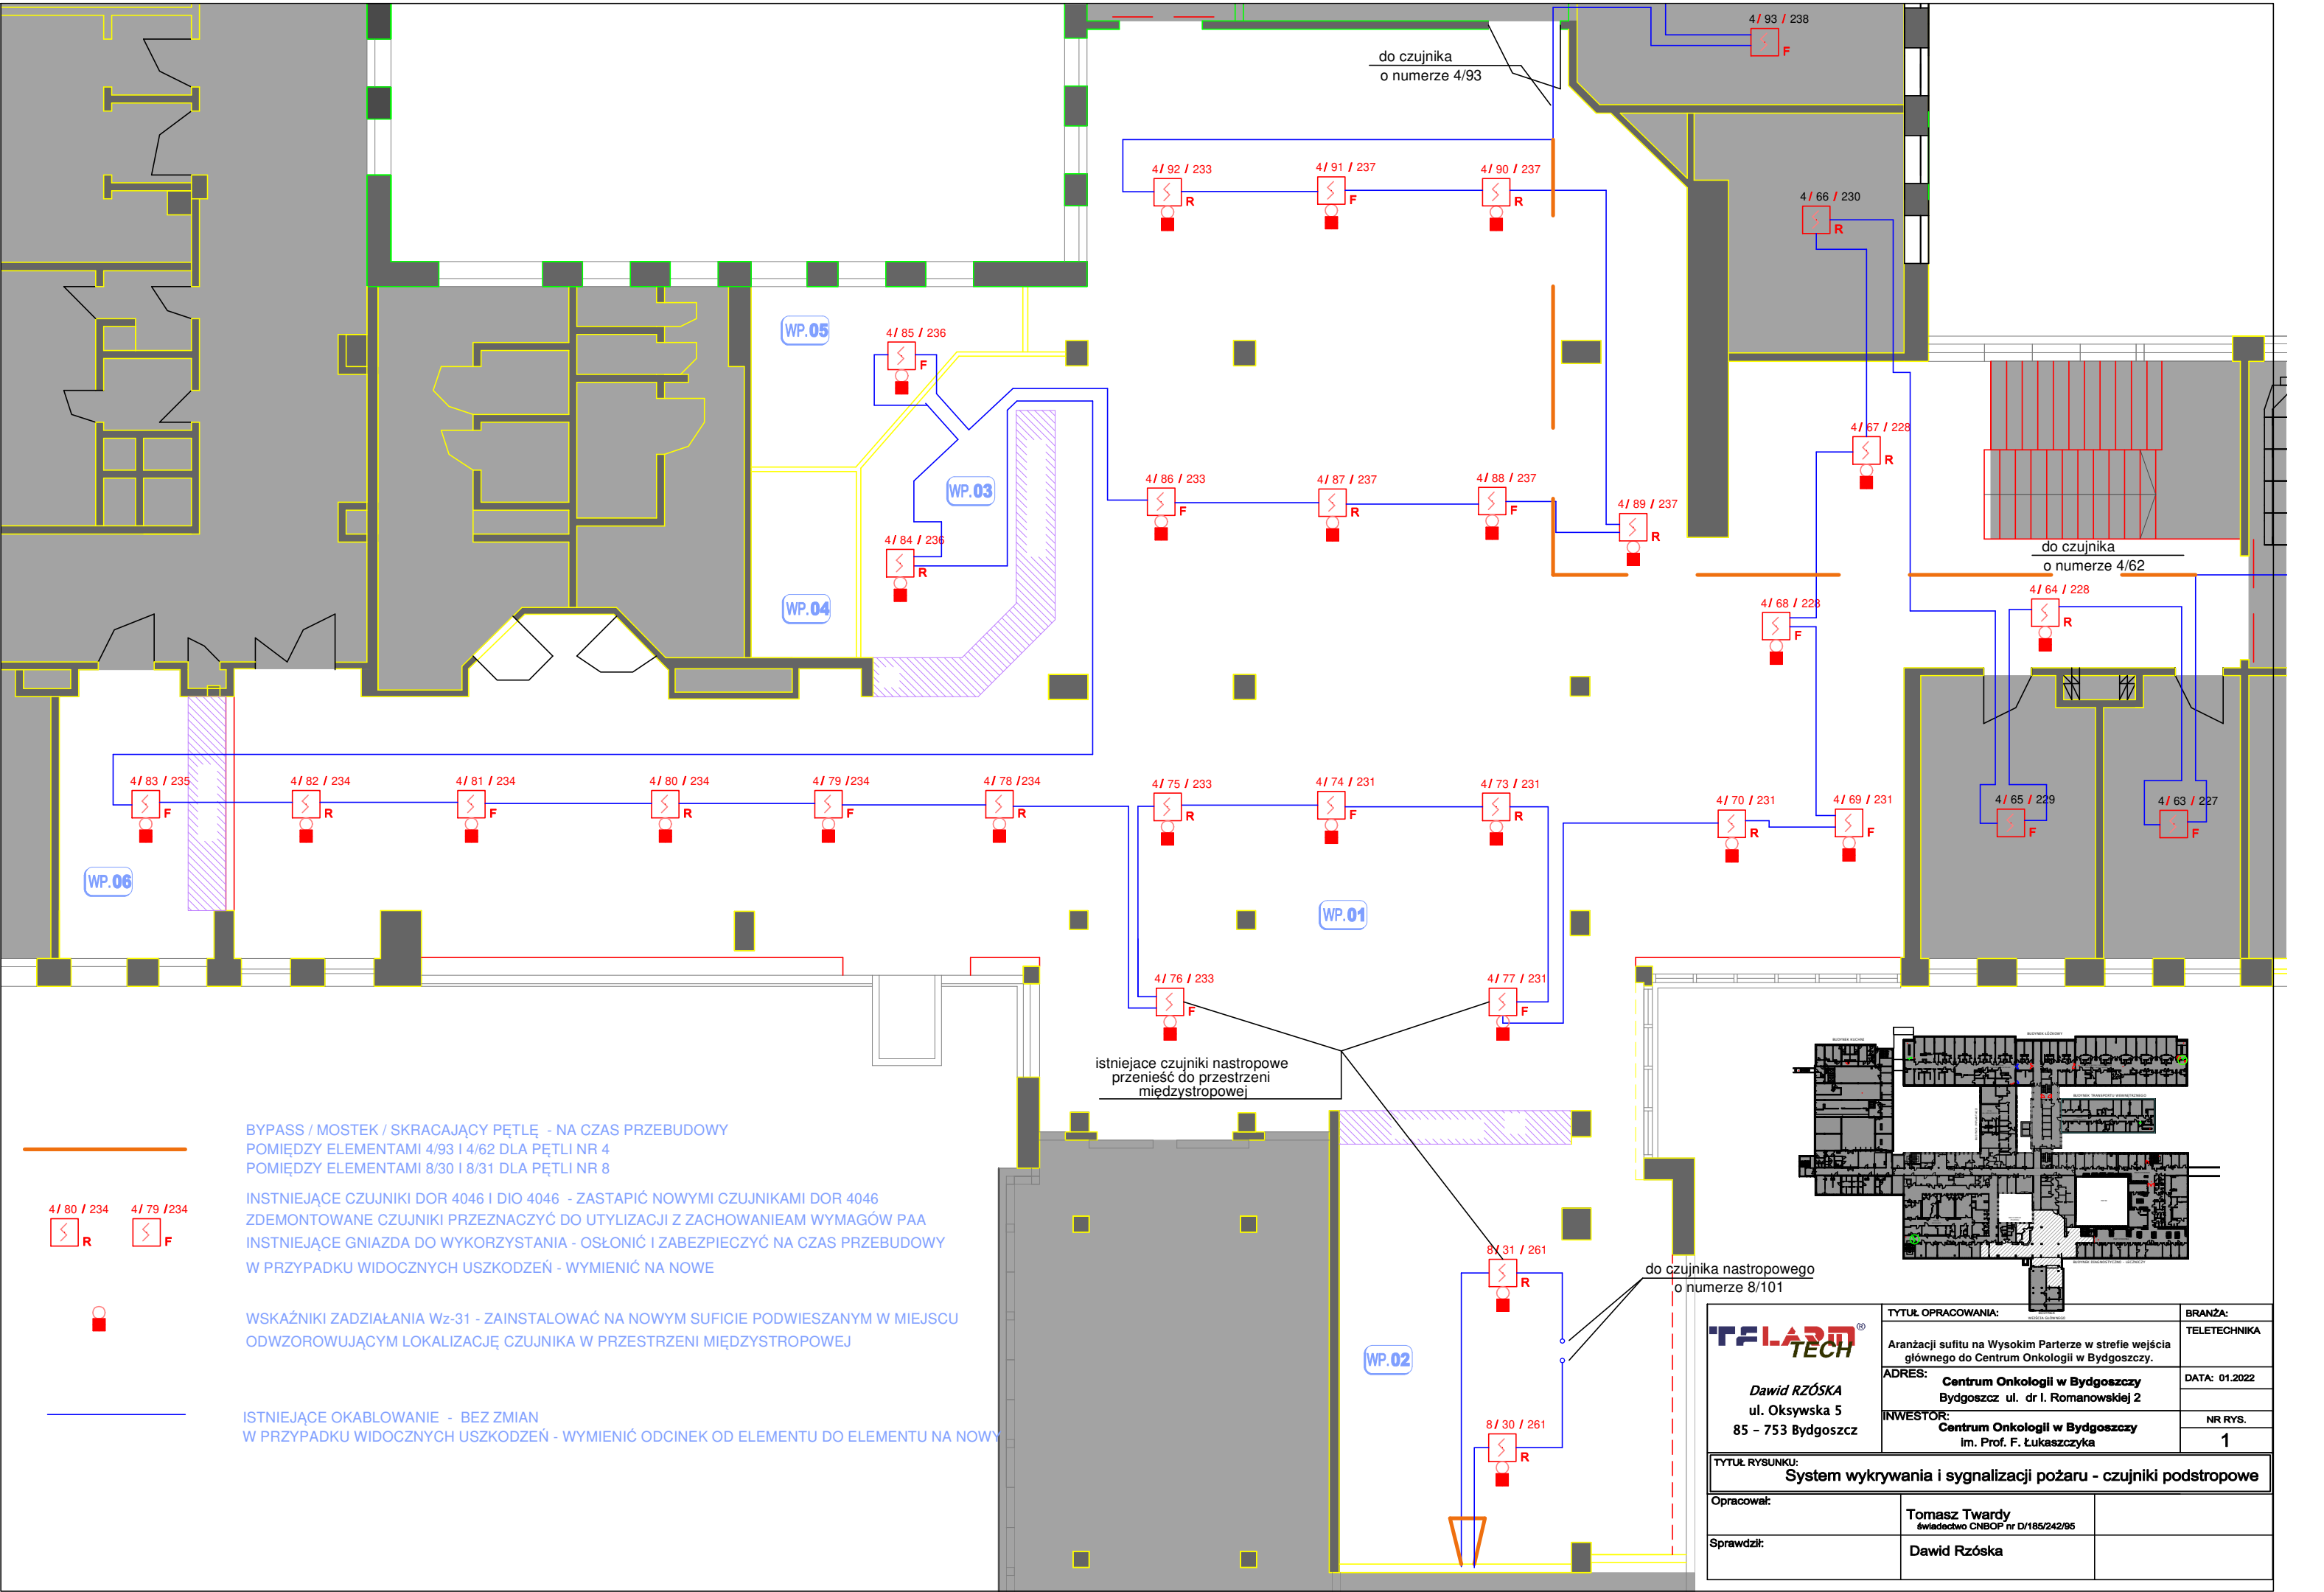 4/ 93 / 238
F
do czujnika
o numerze 4/93
4/ 92 / 233
R
4/ 91 / 237
F
4/ 90 / 237
R
4/ 66 / 230
R
WP.05
4/ 85 / 236
F
4/ 67 / 228
R
WP.03
4/ 86 / 233
F
4/ 87 / 237
R
4/ 88 / 237
F
4/ 89 / 237
R
4/ 84 / 236
R
do czujnika
o numerze 4/62
WP.04
4/ 68 / 228
F
4/ 64 / 228
R
4/ 83 / 235
F
4/ 82 / 234
R
4/ 81 / 234
F
4/ 80 / 234
R
4/ 79 /234
F
4/ 78 /234
R
4/ 75 / 233
R
4/ 74 / 231
F
4/ 73 / 231
R
4/ 70 / 231
R
4/ 69 / 231
F
4/ 65 / 229
F
4/ 63 / 227
F
WP.06
WP.01
4/ 76 / 233
F
4/ 77 / 231
F
istniejace czujniki nastropowe
przenieść do przestrzeni
międzystropowej
BYPASS / MOSTEK / SKRACAJĄCY PĘTLĘ - NA CZAS PRZEBUDOWY
POMIĘDZY ELEMENTAMI 4/93 I 4/62 DLA PĘTLI NR 4
POMIĘDZY ELEMENTAMI 8/30 I 8/31 DLA PĘTLI NR 8
4/ 80 / 234
R
4/ 79 /234
F
INSTNIEJĄCE CZUJNIKI DOR 4046 I DIO 4046 - ZASTAPIĆ NOWYMI CZUJNIKAMI DOR 4046
ZDEMONTOWANE CZUJNIKI PRZEZNACZYĆ DO UTYLIZACJI Z ZACHOWANIEAM WYMAGÓW PAA
INSTNIEJĄCE GNIAZDA DO WYKORZYSTANIA - OSŁONIĆ I ZABEZPIECZYĆ NA CZAS PRZEBUDOWY
W PRZYPADKU WIDOCZNYCH USZKODZEŃ - WYMIENIĆ NA NOWE
WSKAŹNIKI ZADZIAŁANIA Wz-31 - ZAINSTALOWAĆ NA NOWYM SUFICIE PODWIESZANYM W MIEJSCU
ODWZOROWUJĄCYM LOKALIZACJĘ CZUJNIKA W PRZESTRZENI MIĘDZYSTROPOWEJ
ISTNIEJĄCE OKABLOWANIE - BEZ ZMIAN
W PRZYPADKU WIDOCZNYCH USZKODZEŃ - WYMIENIĆ ODCINEK OD ELEMENTU DO ELEMENTU NA NOWY
8/ 31 / 261
R
do czujnika nastropowego
o numerze 8/101
WP.02
8/ 30 / 261
R
TELARM ®
TECH
Dawid RZÓSKA
ul. Oksywska 5
85 - 753 Bydgoszcz
TYTUŁ OPRACOWANIA:
Aranżacji sufitu na Wysokim Parterze w strefie wejścia
głównego do Centrum Onkologii w Bydgoszczy.
BRANŻA:
TELETECHNIKA
ADRES:
Centrum Onkologii w Bydgoszczy
Bydgoszcz ul. dr I. Romanowskiej 2
DATA: 01.2022
INWESTOR:
Centrum Onkologii w Bydgoszczy
im. Prof. F. Łukaszczyka
NR RYS.
1
TYTUŁ RYSUNKU:
System wykrywania i sygnalizacji pożaru - czujniki podstropowe
Opracował:
Tomasz Twardy
świadectwo CNBOP nr D/185/242/95
Sprawdził:
Dawid Rzóska